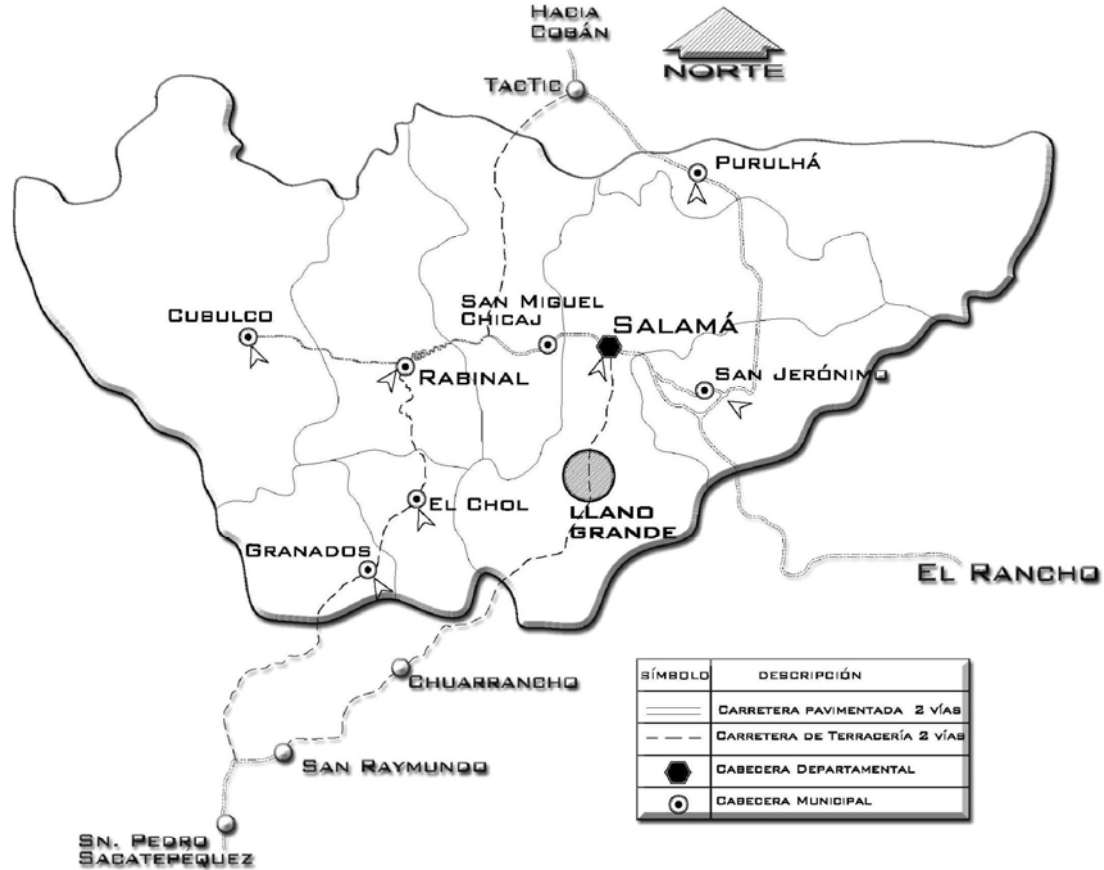 HACIA
COBÁN
NORTE
TACTIC
PURULHÁ
CUBULCO
SAN MIGUEL
CHICAJ
SALAMÁ
RABINAL
SAN JERÓNIMO
EL CHOL
LLANO
GRANDE
GRANADOS
EL RANCHO
CHUARRANCHO
SAN RAYMUNDO
SN. PEDRO
SACATEPÉQUEZ
SÍMBOLO DESCRIPCIÓN
CARRETERA PAVIMENTADA 2 VÍAS
CARRETERA DE TERRACERÍA 2 VÍAS
CABECERA DEPARTAMENTAL
CABECERA MUNICIPAL